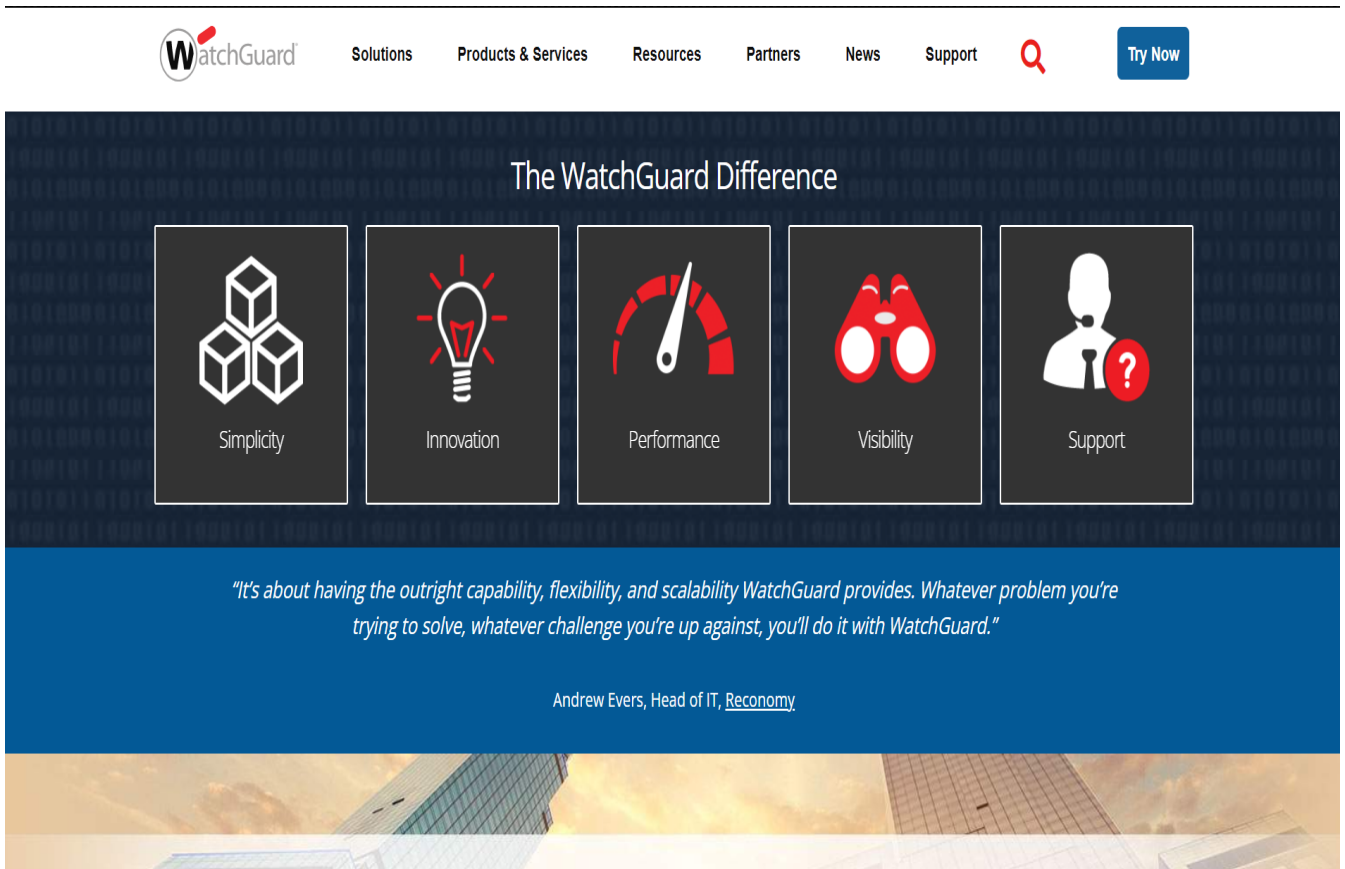 WatchGuard
Solutions
Products & Services
Resources
Partners
News
Support
Try Now
The WatchGuard Difference
Simplicity
Innovation
Performance
Visibility
?
Support
“It’s about having the outright capability, flexibility, and scalability WatchGuard provides. Whatever problem you’re
trying to solve, whatever challenge you’re up against, you’ll do it with WatchGuard.”
Andrew Evers, Head of IT, Reconomy